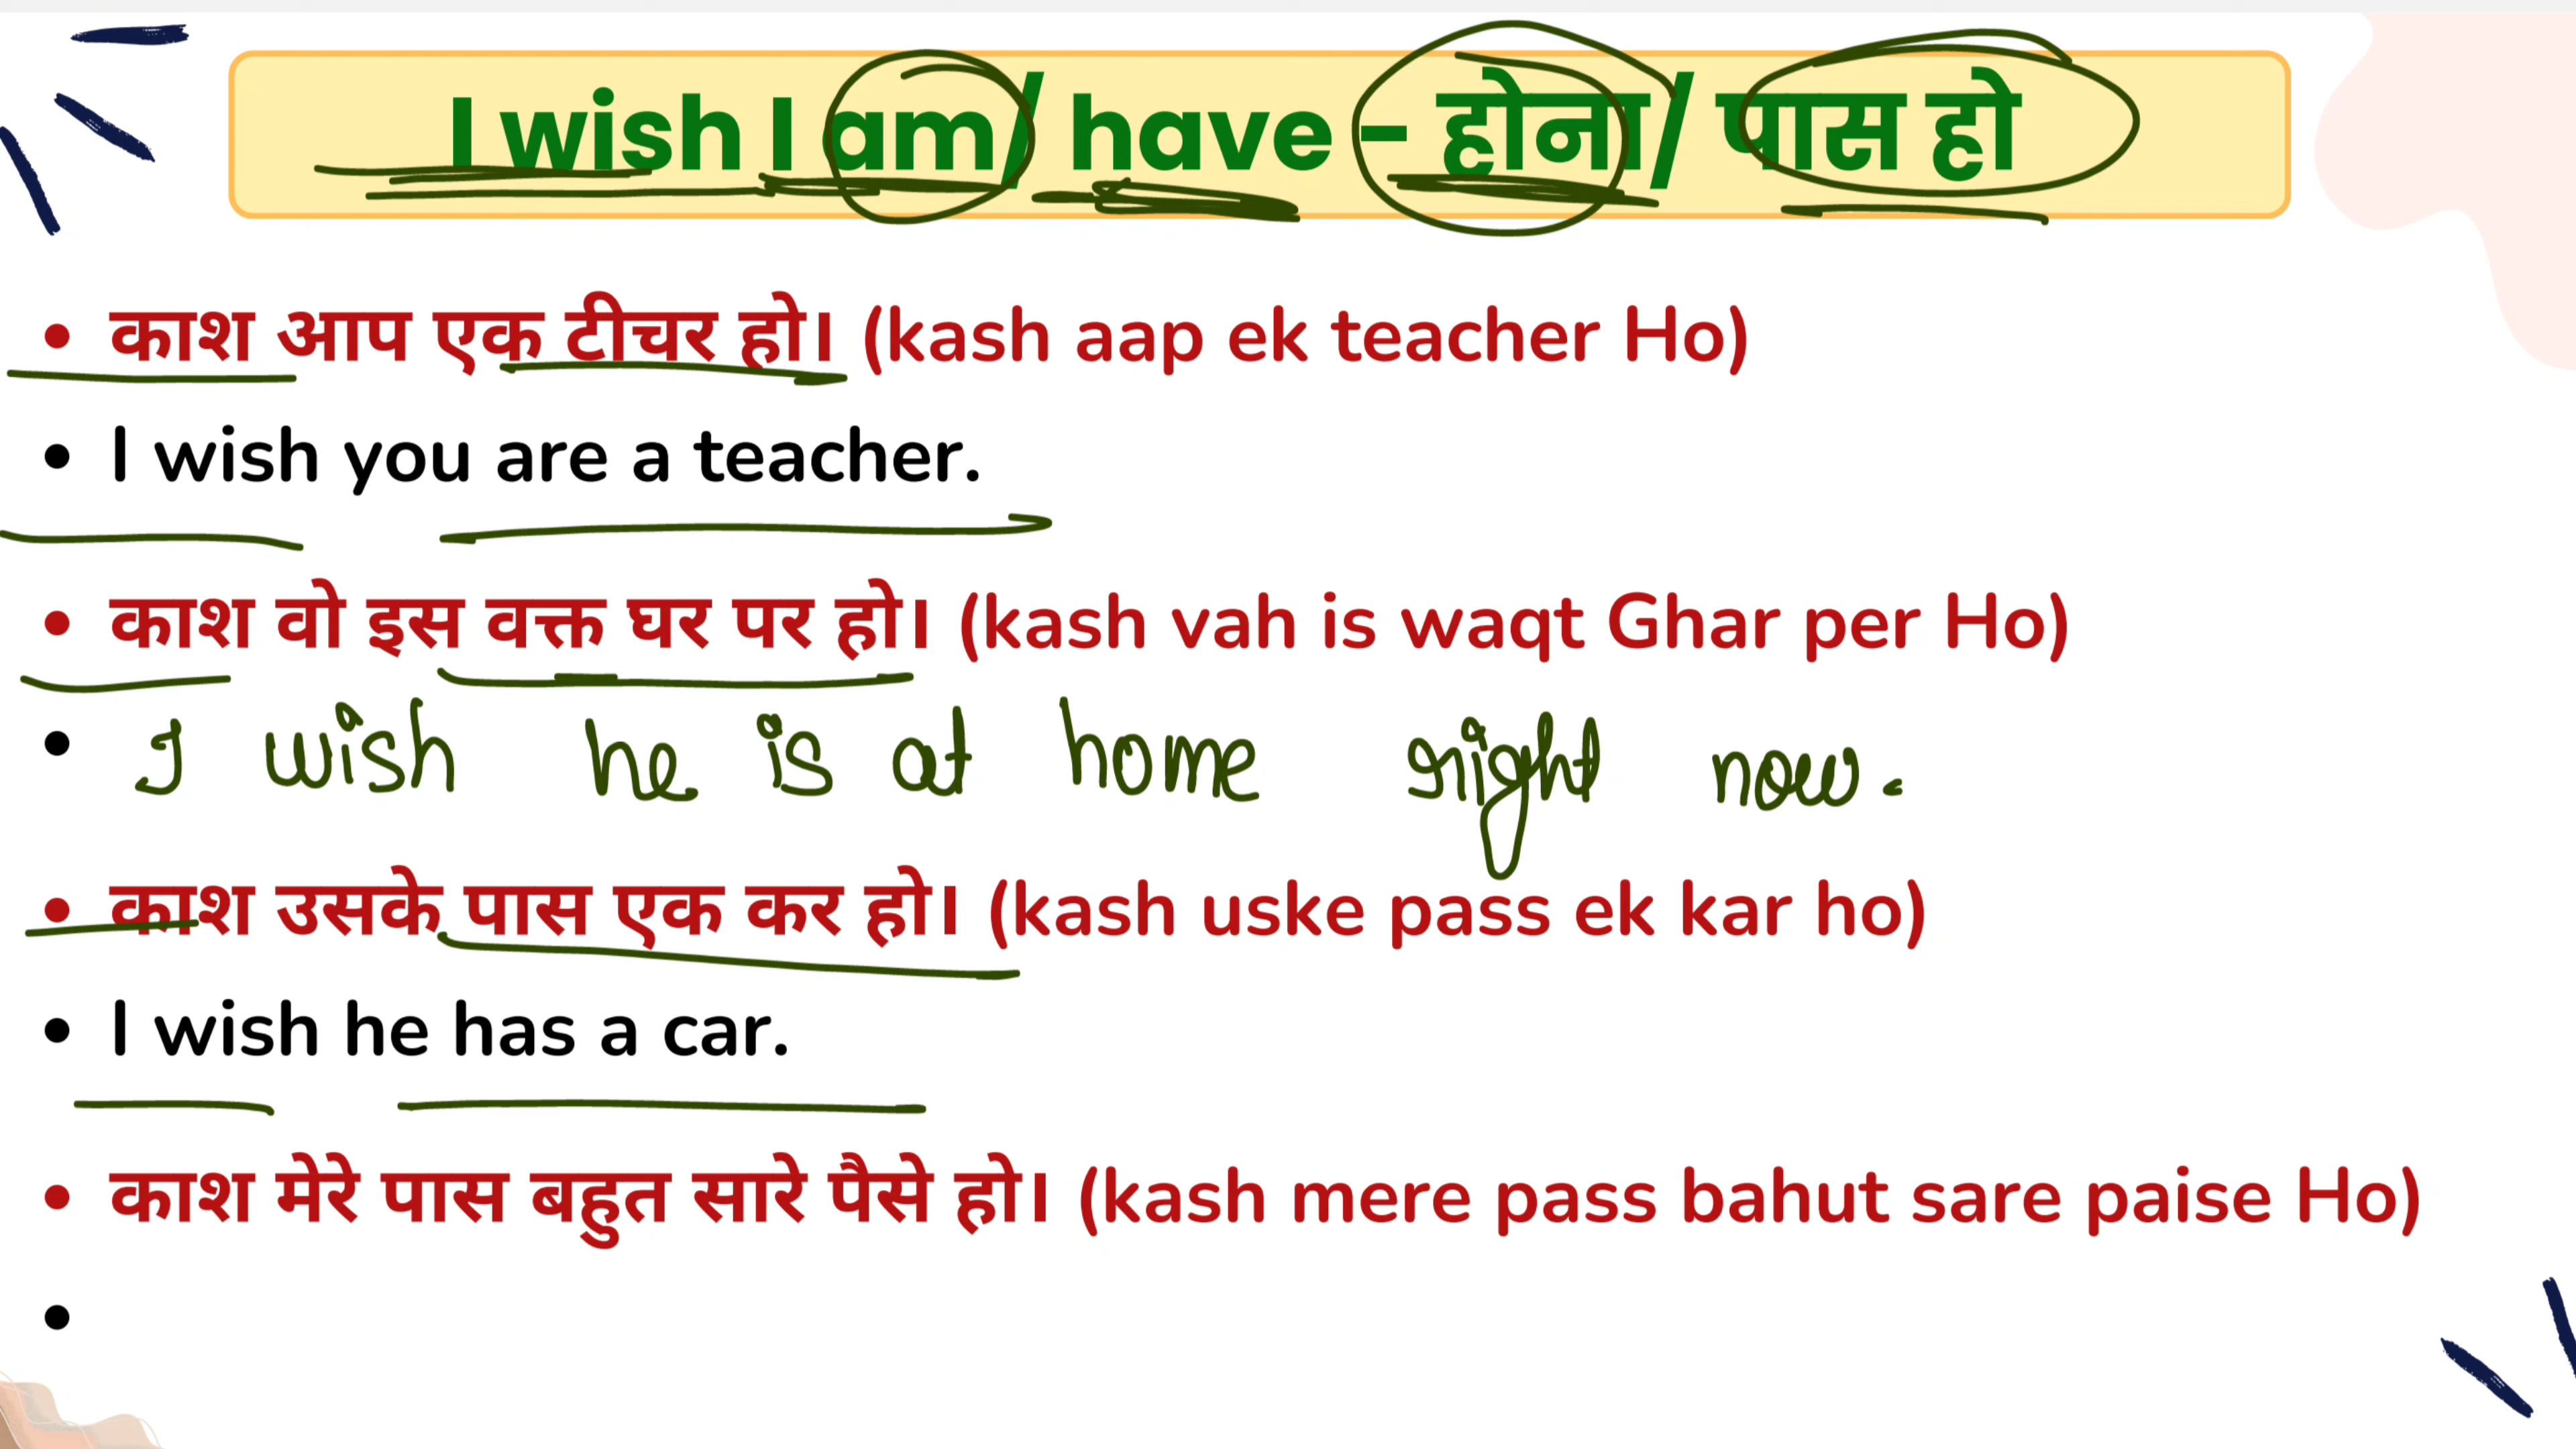 I wish I am/ have - होना/ पास हो
• काश आप एक टीचर हो। (kash aap ek teacher Ho)
• I wish you are a teacher.
• काश वो इस वक्त घर पर हो। (kash vah is waqt Ghar per Ho)
• I wish he is at home right now.
• काश उसके पास एक कर हो। (kash uske pass ek kar ho)
• I wish he has a car.
• काश मेरे पास बहुत सारे पैसे हो। (kash mere pass bahut sare paise Ho)
•